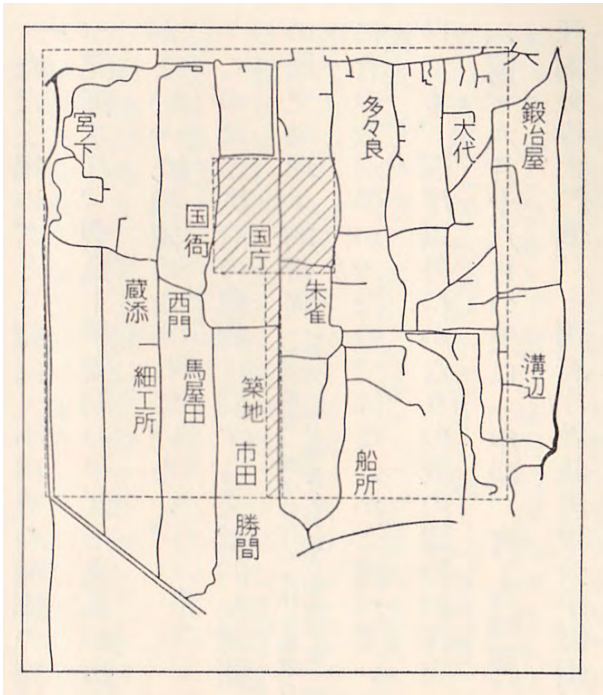 鍛冶屋
大代
多々良
宮ノ下
国庁
国衙
朱雀
西門
蔵添
溝辺
馬屋田
細工所
築地
市田
船所
勝間